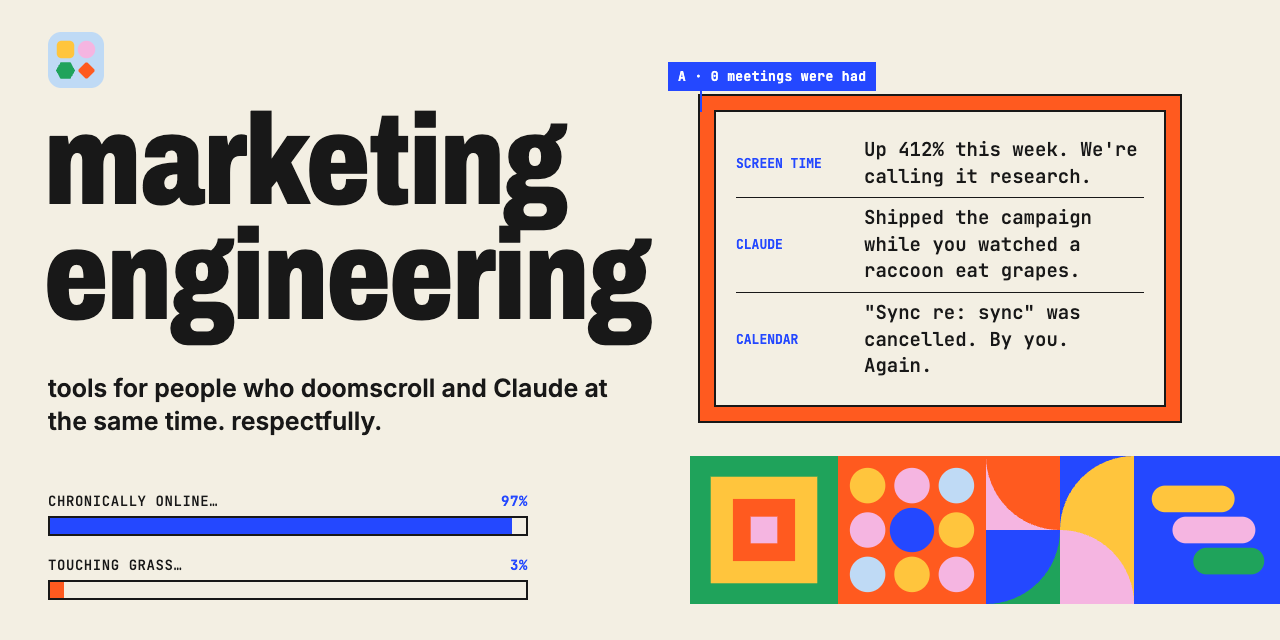 marketing
engineering
tools for people who doomscroll and Claude at
the same time. respectfully.
CHRONICALLY ONLINE… 97%
TOUCHING GRASS… 3%
A · 0 meetings were had
SCREEN TIME
Up 412% this week. We're
calling it research.
CLAUDE
Shipped the campaign
while you watched a
raccoon eat grapes.
CALENDAR
"Sync re: sync" was
cancelled. By you.
Again.